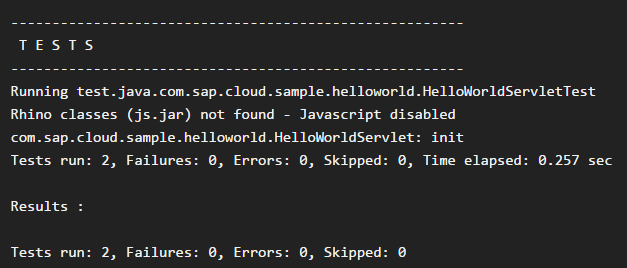 -------------------------------------------------------
T E S T S
-------------------------------------------------------
Running test.java.com.sap.cloud.sample.helloworld.HelloWorldServletTest
Rhino classes (js.jar) not found - Javascript disabled
com.sap.cloud.sample.helloworld.HelloWorldServlet: init
Tests run: 2, Failures: 0, Errors: 0, Skipped: 0, Time elapsed: 0.257 sec
Results :
Tests run: 2, Failures: 0, Errors: 0, Skipped: 0